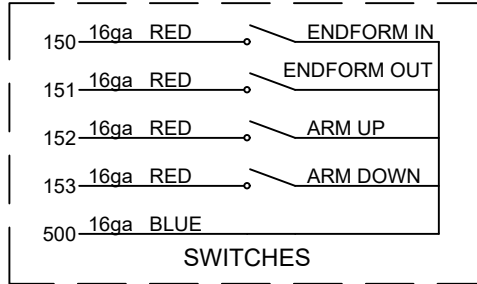 150 16ga RED ENDFORM IN
151 16ga RED ENDFORM OUT
152 16ga RED ARM UP
153 16ga RED ARM DOWN
500 16ga BLUE
SWITCHES